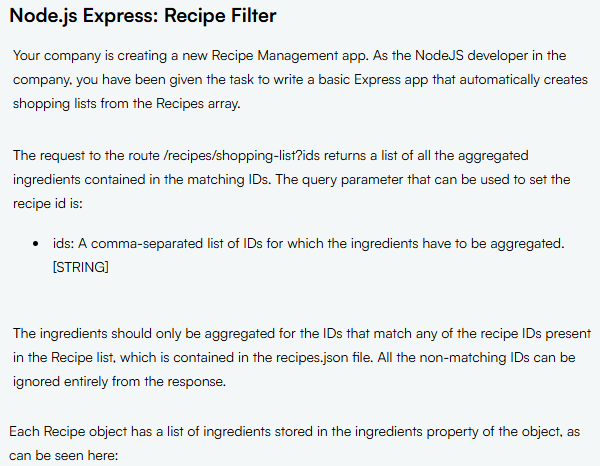 Node.js Express: Recipe Filter
Your company is creating a new Recipe Management app. As the NodeJS developer in the
company, you have been given the task to write a basic Express app that automatically creates
shopping lists from the Recipes array.
The request to the route /recipes/shopping-list?ids returns a list of all the aggregated
ingredients contained in the matching IDs. The query parameter that can be used to set the
recipe id is:
• ids: A comma-separated list of IDs for which the ingredients have to be aggregated.
[STRING]
The ingredients should only be aggregated for the IDs that match any of the recipe IDs present
in the Recipe list, which is contained in the recipes.json file. All the non-matching IDs can be
ignored entirely from the response.
Each Recipe object has a list of ingredients stored in the ingredients property of the object, as
can be seen here: